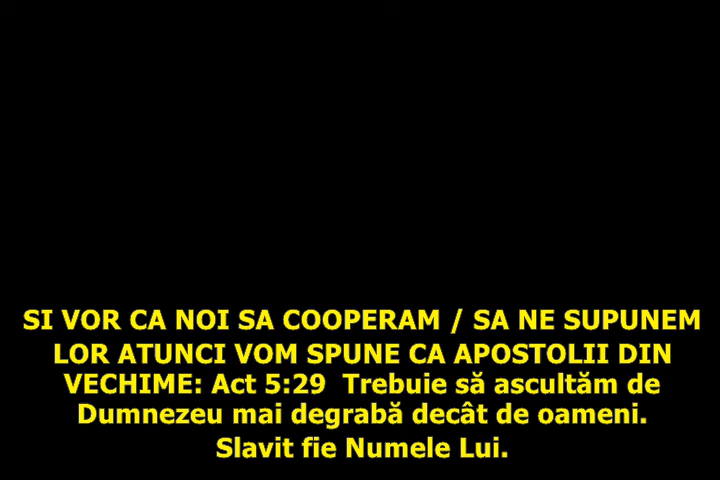 SI VOR CA NOI SA COOPERAM / SA NE SUPUNEM
LOR ATUNCI VOM SPUNE CA APOSTOLII DIN
VECHIME: Act 5:29  Trebuie să ascultăm de
Dumnezeu mai degrabă decât de oameni.
Slavit fie Numele Lui.